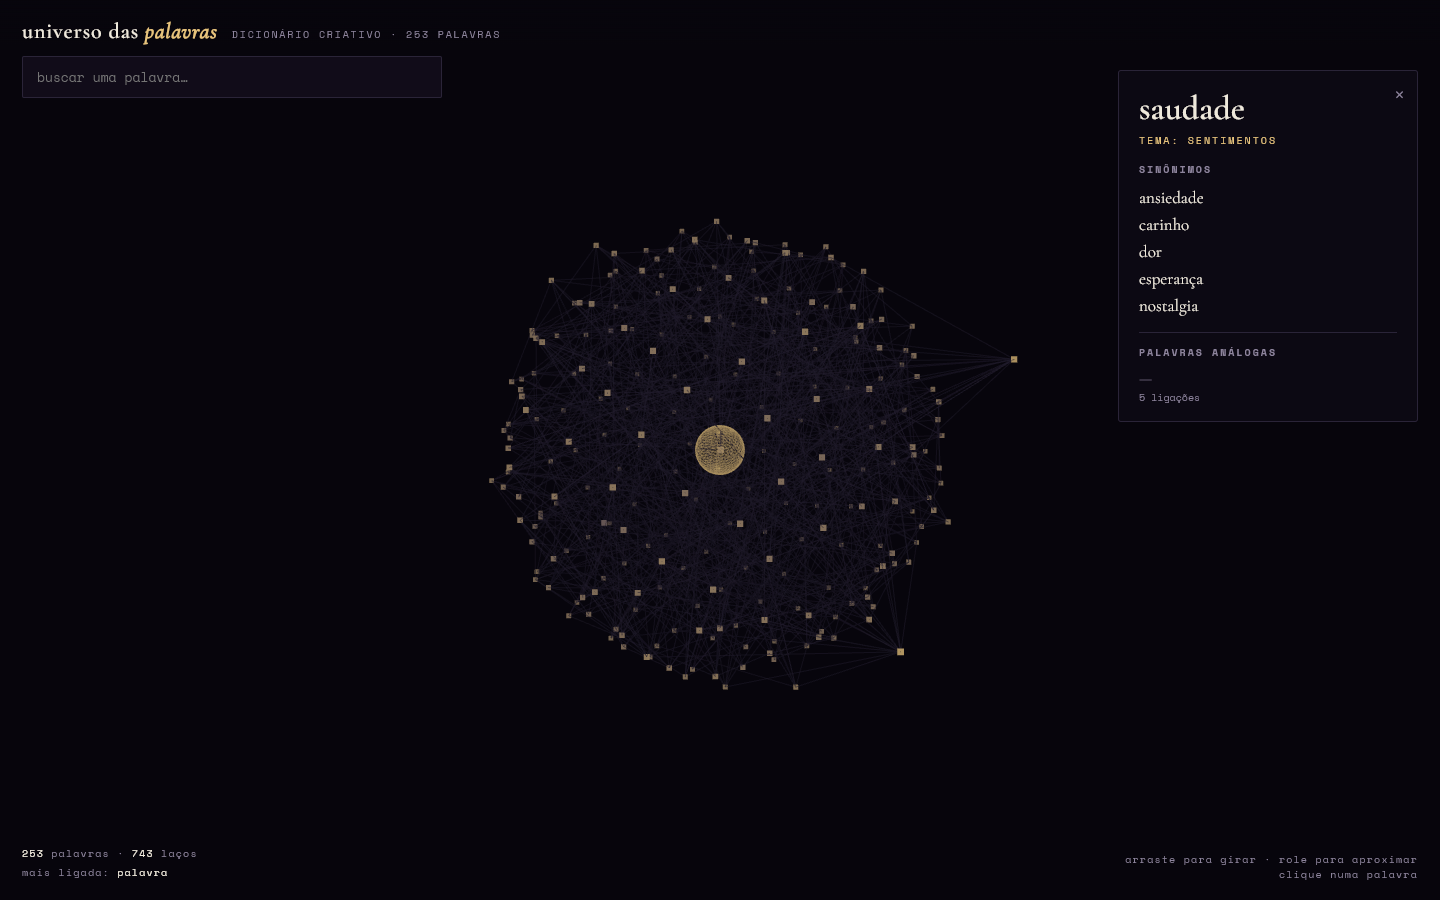 universo das palavras DICIONÁRIO CRIATIVO · 253 PALAVRAS
buscar uma palavra…
saudade
×
TEMA: SENTIMENTOS
SINÔNIMOS
ansiedade
carinho
dor
esperança
nostalgia
PALAVRAS ANÁLOGAS
—
5 ligações
253 palavras · 743 laços
mais ligada: palavra
arraste para girar · role para aproximar
clique numa palavra